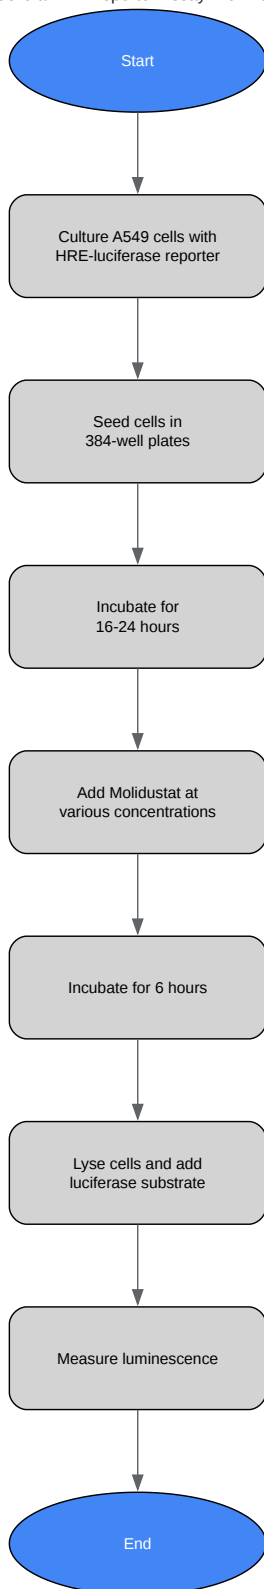 Start
Culture A549 cells with
HRE-luciferase reporter
Seed cells in
384-well plates
Incubate for
16-24 hours
Add Molidustat at
various concentrations
Incubate for 6 hours
Lyse cells and add
luciferase substrate
Measure luminescence
End